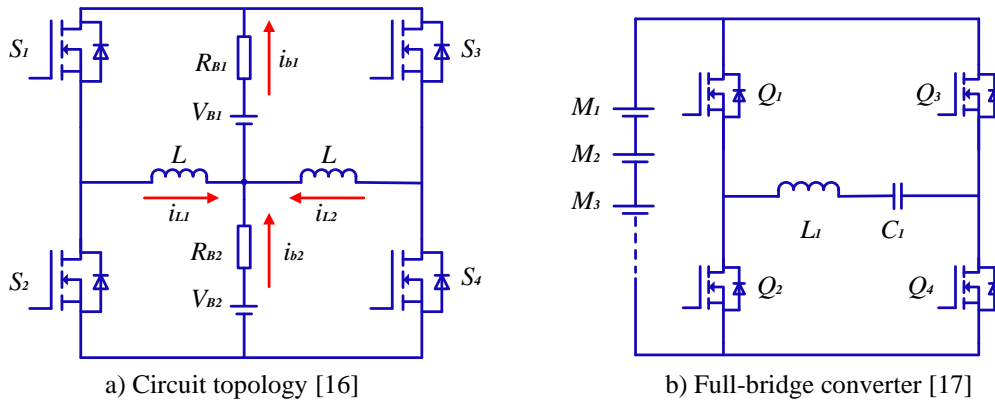 S1
RB1
ib1
S3
VB1
L
L
iL1
iL2
S2
RB2
ib2
S4
VB2
a) Circuit topology [16]
Q1
Q3
M1
M2
M3
L1
C1
Q2
Q4
b) Full-bridge converter [17]